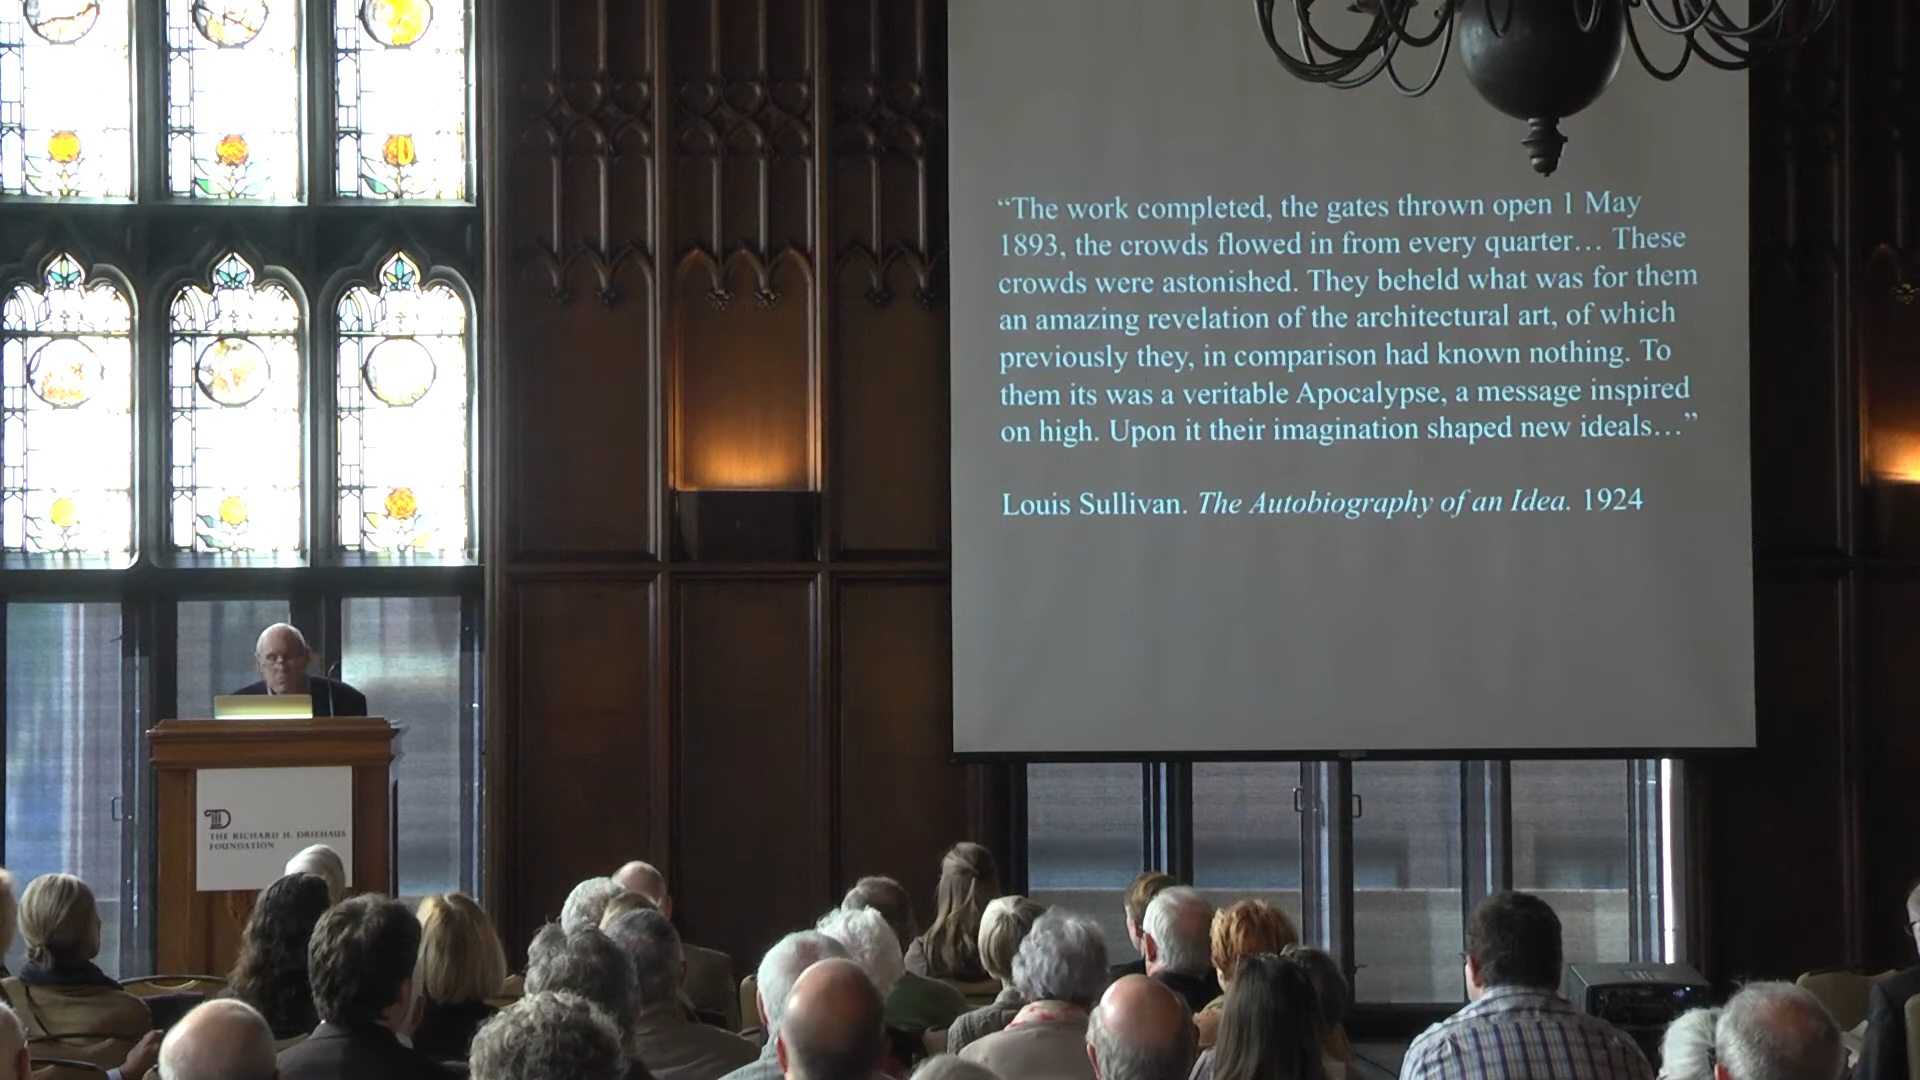 “The work completed, the gates thrown open 1 May
1893, the crowds flowed in from every quarter… These
crowds were astonished. They beheld what was for them
an amazing revelation of the architectural art, of which
previously they, in comparison had known nothing. To
them its was a veritable Apocalypse, a message inspired
on high. Upon it their imagination shaped new ideals…”
Louis Sullivan. The Autobiography of an Idea. 1924
THE RICHARD H. DRIEHAUS
FOUNDATION